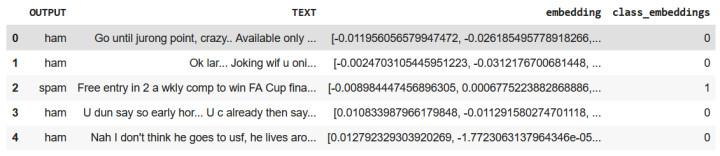 OUTPUT TEXT embedding class_embeddings
0 ham Go until jurong point, crazy.. Available only ... [-0.011956056579947472, -0.026185495778918266,... 0
1 ham Ok lar... Joking wif u oni... [-0.0024703105445951223, -0.0312176700681448, ... 0
2 spam Free entry in 2 a wkly comp to win FA Cup fina... [-0.008984447456896305, 0.0006775223882868886,... 1
3 ham U dun say so early hor... U c already then say... [0.010833987966179848, -0.011291580274701118, ... 0
4 ham Nah I don't think he goes to usf, he lives aro... [0.012792329303920269, -1.7723063137964346e-05... 0